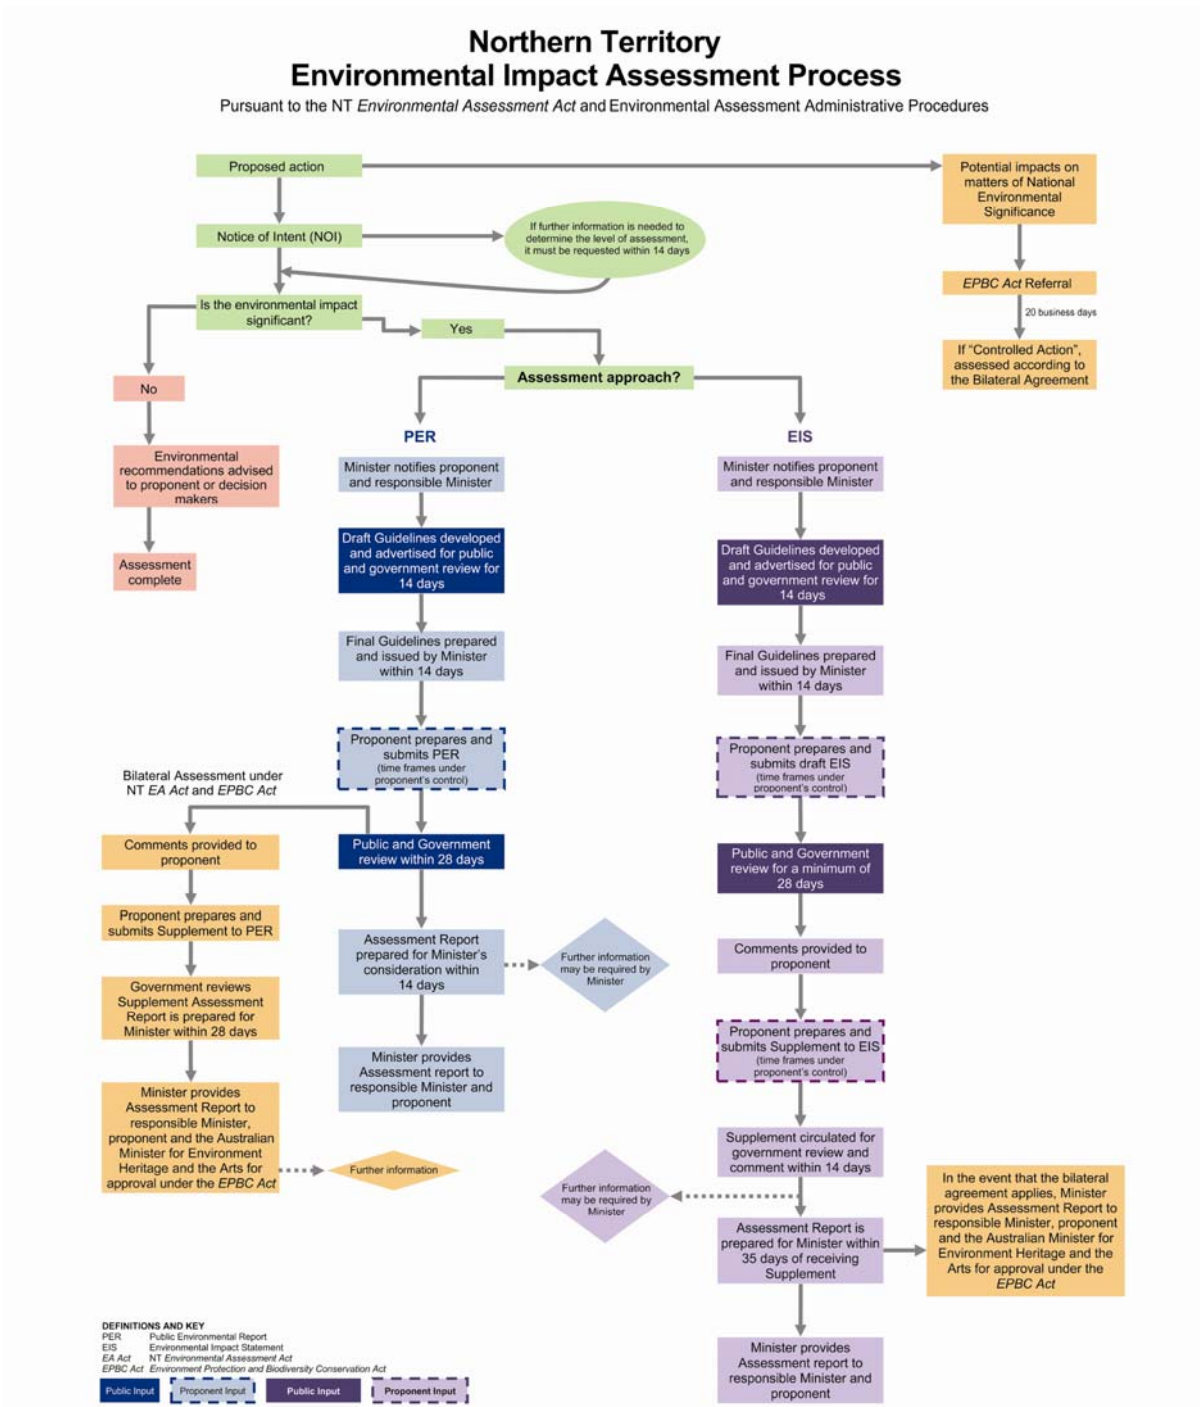 Northern Territory
Environmental Impact Assessment Process
Pursuant to the NT Environmental Assessment Act and Environmental Assessment Administrative Procedures
Proposed action
Potential impacts on
matters of National
Environmental
Significance
Notice of Intent (NOI)
If further information is needed to
determine the level of assessment,
it must be requested within 14 days
EPBC Act Referral
20 business days
If “Controlled Action”,
assessed according to
the Bilateral Agreement
Is the environmental impact
significant?
Yes
Assessment approach?
No
Environmental
recommendations advised
to proponent or decision
makers
Assessment
complete
PER
Minister notifies proponent
and responsible Minister
Draft Guidelines developed
and advertised for public
and government review for
14 days
Final Guidelines prepared
and issued by Minister
within 14 days
Proponent prepares and
submits PER
(time frames under
proponent's control)
Public and Government
review within 28 days
Assessment Report
prepared for Minister's
consideration within
14 days
Further information
may be required by
Minister
Minister provides
Assessment report to
responsible Minister and
proponent
Bilateral Assessment under
NT EA Act and EPBC Act
Comments provided to
proponent
Proponent prepares and
submits Supplement to PER
Government reviews
Supplement Assessment
Report is prepared for
Minister within 28 days
Minister provides
Assessment Report to
responsible Minister,
proponent and the Australian
Minister for Environment
Heritage and the Arts for
approval under the EPBC Act
Further information
EIS
Minister notifies proponent
and responsible Minister
Draft Guidelines developed
and advertised for public
and government review for
14 days
Final Guidelines prepared
and issued by Minister
within 14 days
Proponent prepares and
submits draft EIS
(time frames under
proponent's control)
Public and Government
review for a minimum of
28 days
Comments provided to
proponent
Proponent prepares and
submits Supplement to EIS
(time frames under
proponent's control)
Supplement circulated for
government review and
comment within 14 days
Further information
may be required by
Minister
Assessment Report is
prepared for Minister within
35 days of receiving
Supplement
In the event that the bilateral
agreement applies, Minister
provides Assessment Report to
responsible Minister, proponent
and the Australian Minister for
Environment Heritage and the
Arts for approval under the
EPBC Act
Minister provides
Assessment report to
responsible Minister and
proponent
DEFINITIONS AND KEY
PER Public Environmental Report
EIS Environmental Impact Statement
EA Act NT Environmental Assessment Act
EPBC Act Environment Protection and Biodiversity Conservation Act
Public Input
Proponent Input
Public Input
Proponent Input